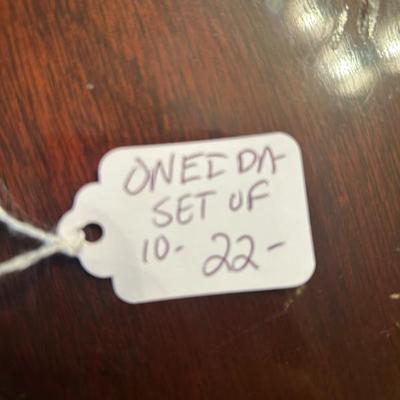 ONEIDA
SET OF
10- 22-